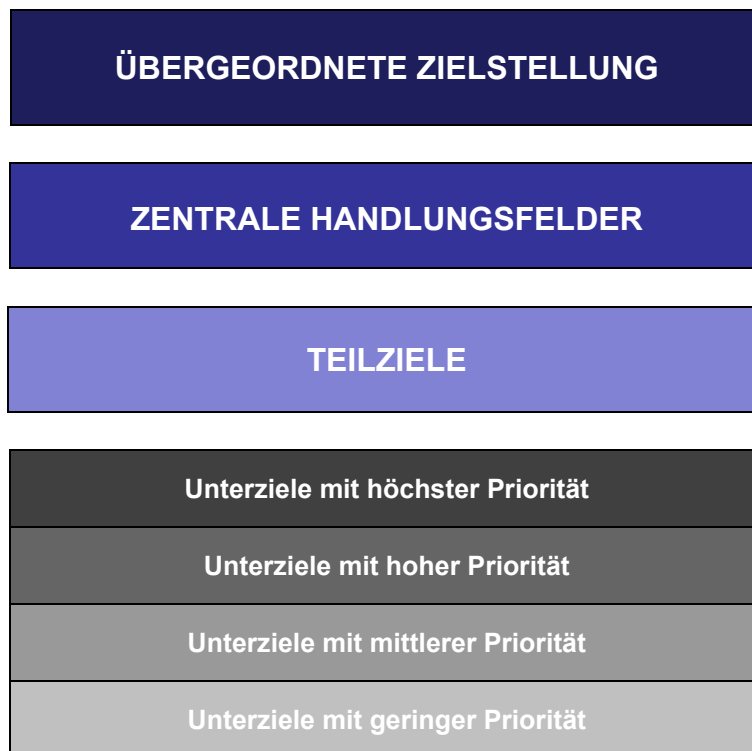 ÜBERGEORDNETE ZIELSTELLUNG
ZENTRALE HANDLUNGSFELDER
TEILZIELE
Unterziele mit höchster Priorität
Unterziele mit hoher Priorität
Unterziele mit mittlerer Priorität
Unterziele mit geringer Priorität